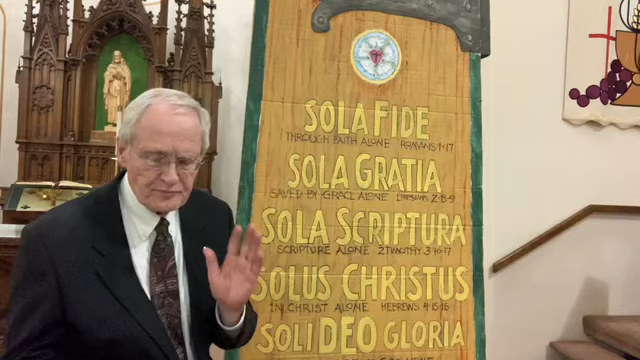 SOLA FIDE
THROUGH FAITH ALONE ROMANS 1:17
SOLA GRATIA
SAVED BY GRACE ALONE 2:8-9
SOLA SCRIPTURA
SCRIPTURE ALONE 2 TIMOTHY 3:16-17
SOLUS CHRISTUS
IN CHRIST ALONE HEBREWS 4:15-16
SOLI DEO GLORIA